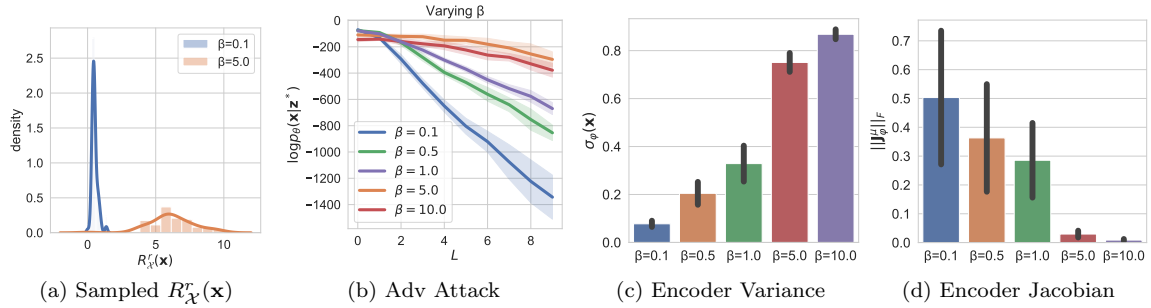 density
2.5
2.0
1.5
1.0
0.5
0.0
0
5
10
R^r_𝒳(x)
β=0.1
β=5.0
(a) Sampled R^r_𝒳(x)
Varying β
log p_θ(x|z*)
0
−200
−400
−600
−800
−1000
−1200
−1400
0
2
4
6
8
L
β = 0.1
β = 0.5
β = 1.0
β = 5.0
β = 10.0
(b) Adv Attack
σ_φ(x)
0.8
0.6
0.4
0.2
0.0
β=0.1 β=0.5 β=1.0 β=5.0 β=10.0
(c) Encoder Variance
||J^μ_φ||_F
0.7
0.6
0.5
0.4
0.3
0.2
0.1
0.0
β=0.1 β=0.5 β=1.0 β=5.0 β=10.0
(d) Encoder Jacobian